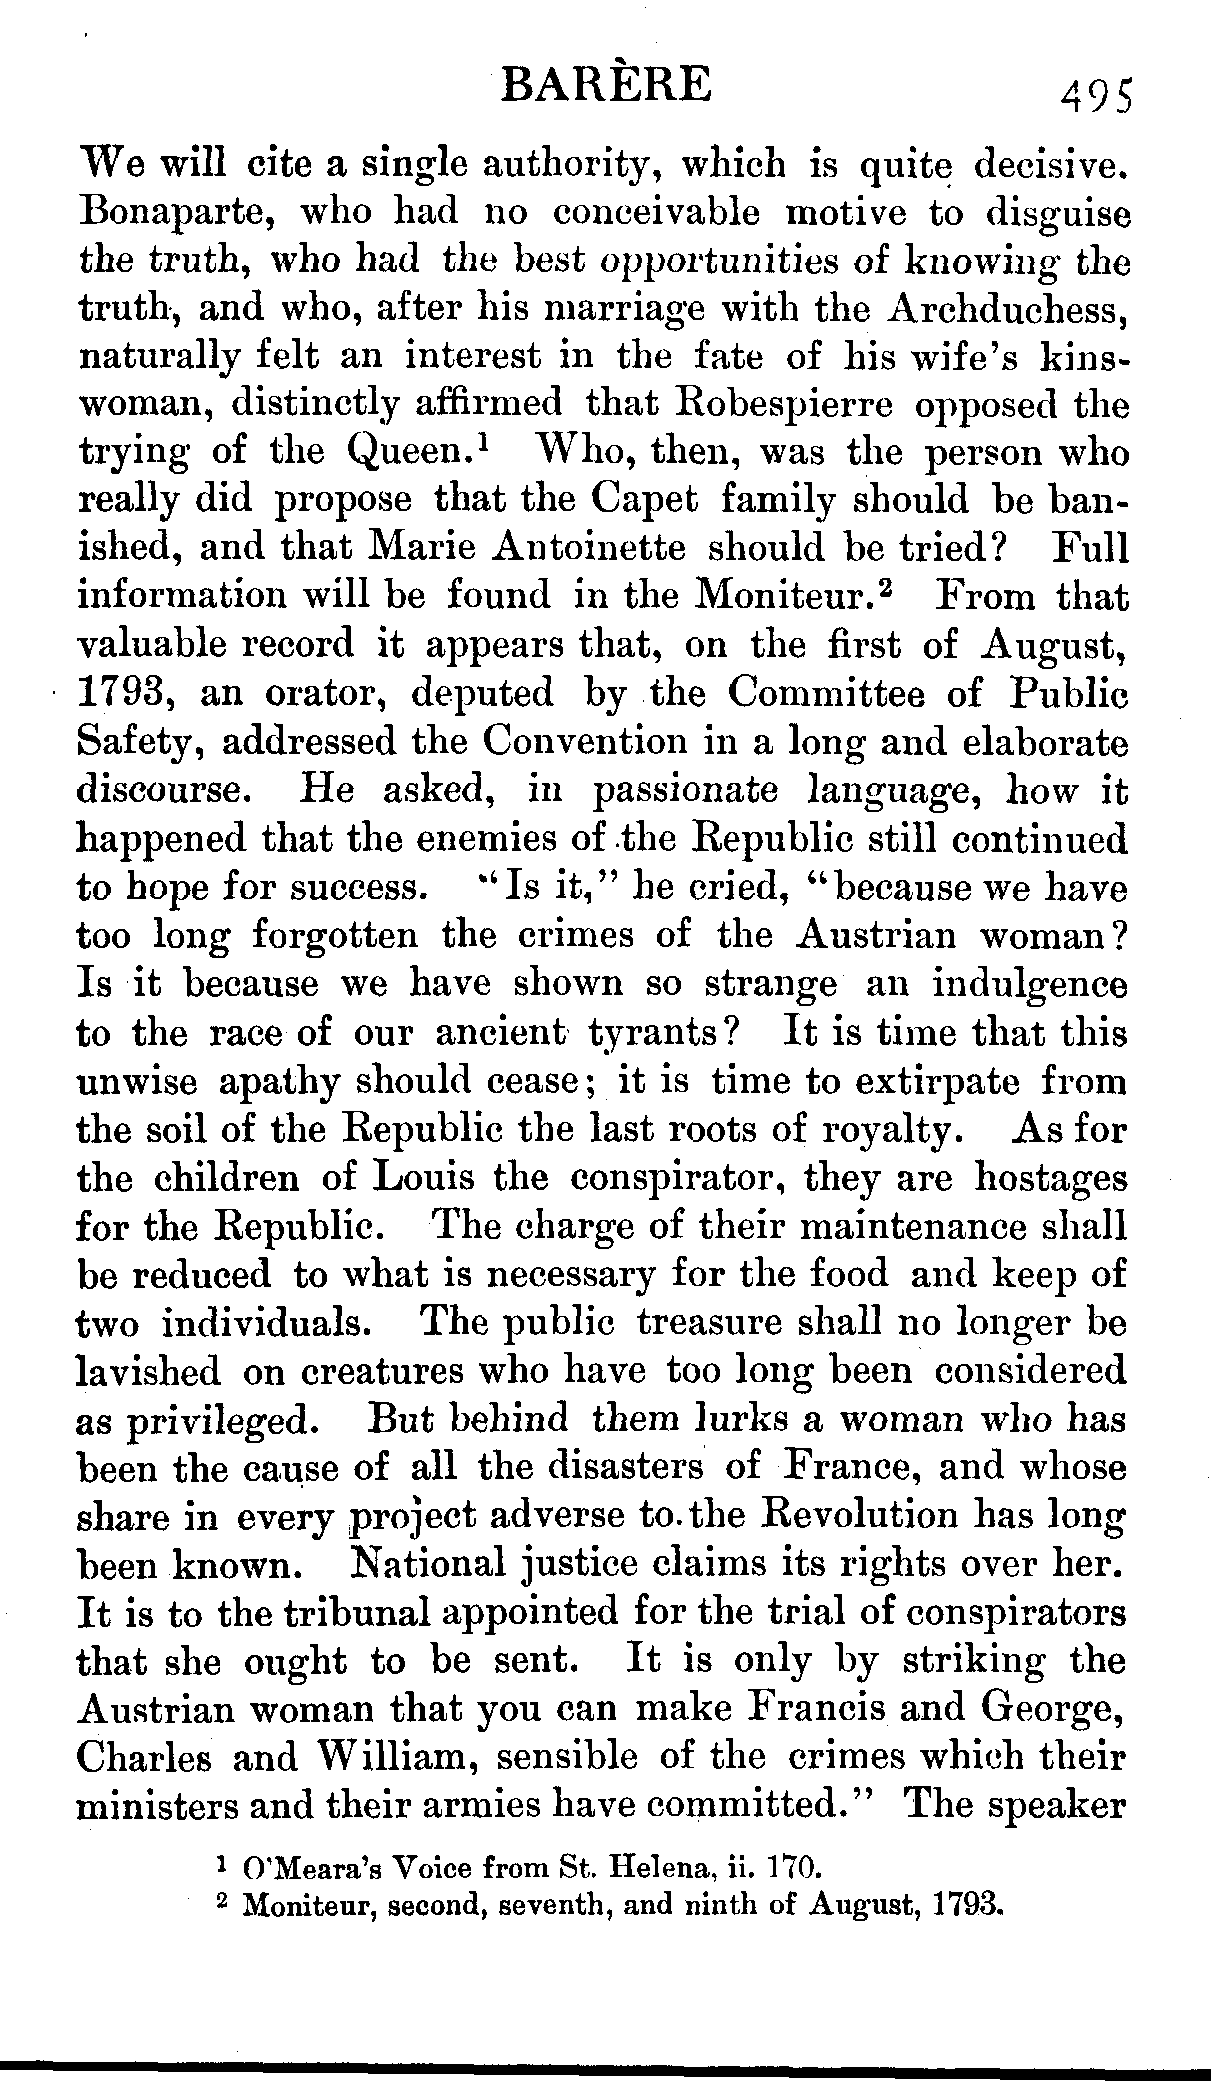 BARÈRE
495
We will cite a single authority, which is quite decisive.
Bonaparte, who had no conceivable motive to disguise
the truth, who had the best opportunities of knowing the
truth, and who, after his marriage with the Archduchess,
naturally felt an interest in the fate of his wife's kins-
woman, distinctly affirmed that Robespierre opposed the
trying of the Queen.¹ Who, then, was the person who
really did propose that the Capet family should be ban-
ished, and that Marie Antoinette should be tried? Full
information will be found in the Moniteur.² From that
valuable record it appears that, on the first of August,
1793, an orator, deputed by the Committee of Public
Safety, addressed the Convention in a long and elaborate
discourse. He asked, in passionate language, how it
happened that the enemies of the Republic still continued
to hope for success. "Is it," he cried, "because we have
too long forgotten the crimes of the Austrian woman?
Is it because we have shown so strange an indulgence
to the race of our ancient tyrants? It is time that this
unwise apathy should cease; it is time to extirpate from
the soil of the Republic the last roots of royalty. As for
the children of Louis the conspirator, they are hostages
for the Republic. The charge of their maintenance shall
be reduced to what is necessary for the food and keep of
two individuals. The public treasure shall no longer be
lavished on creatures who have too long been considered
as privileged. But behind them lurks a woman who has
been the cause of all the disasters of France, and whose
share in every project adverse to the Revolution has long
been known. National justice claims its rights over her.
It is to the tribunal appointed for the trial of conspirators
that she ought to be sent. It is only by striking the
Austrian woman that you can make Francis and George,
Charles and William, sensible of the crimes which their
ministers and their armies have committed." The speaker
¹ O'Meara's Voice from St. Helena, ii. 170.
² Moniteur, second, seventh, and ninth of August, 1793.